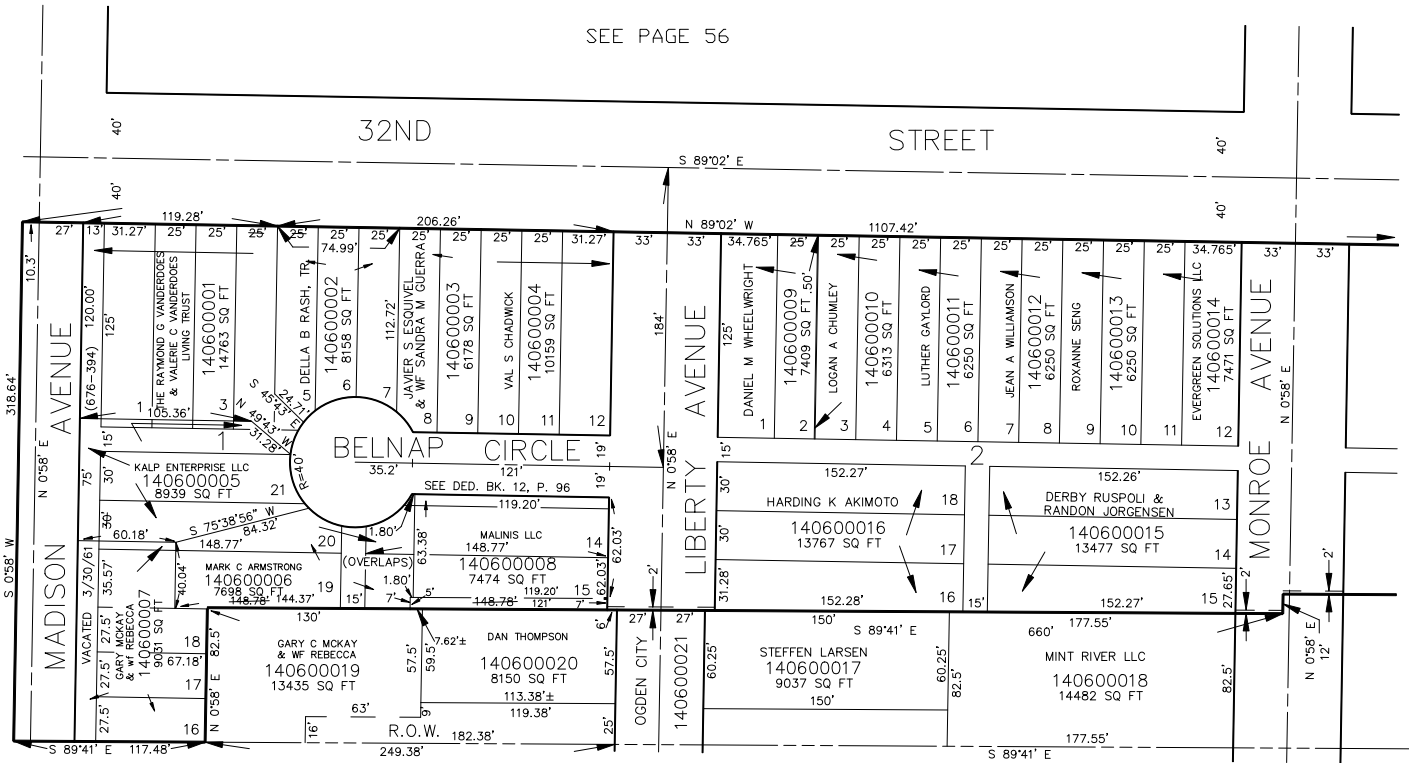 SEE PAGE 56
40'
32ND
STREET
40'
S 89°02' E
40'
40'
119.28'
206.26'
N 89°02' W
1107.42'
27'
13'
31.27'
25'
25'
25'
25'
25'
25'
25'
25'
25'
25'
31.27'
33'
33'
34.765'
25'
25'
25'
25'
25'
25'
25'
25'
25'
25'
34.765'
33'
33'
74.99'
10.3'
318.64'
S 0°58' W
N 0°58' E
MADISON AVENUE
(676-394) 120.00'
125'
THE RAYMOND G VANDERDOES
& VALERIE C VANDERDOES
LIVING TRUST
140600001
14763 SQ FT
1
3
105.36'
1
DELLA B RASH, TR
5
140600002
8158 SQ FT
6
112.72'
7
JAVIER S ESQUIVEL
& WF SANDRA M GUERRA
8
140600003
6178 SQ FT
9
VAL S CHADWICK
10
140600004
10159 SQ FT
11
12
S 45°43' E
24.71'
N 49°43' W
31.28'
BELNAP CIRCLE
R=40'
35.2'
121'
19'
19'
SEE DED. BK. 12, P. 96
119.20'
184'
LIBERTY AVENUE
N 0°58' E
125'
DANIEL M WHEELWRIGHT
1
140600009
7409 SQ FT
2
.50'
LOGAN A CHUMLEY
3
140600010
6313 SQ FT
4
LUTHER GAYLORD
5
140600011
6250 SQ FT
6
JEAN A WILLIAMSON
7
140600012
6250 SQ FT
8
ROXANNE SENG
9
140600013
6250 SQ FT
10
11
EVERGREEN SOLUTIONS LLC
140600014
7471 SQ FT
12
MONROE AVENUE
N 0°58' E
2
15'
75'
30'
KALP ENTERPRISE LLC
140600005
8939 SQ FT
21
30'
60.18'
S 75°38'56" W
84.32'
148.77'
20
1.80'
(OVERLAPS)
MARK C ARMSTRONG
140600006
7698 SQ FT
19
40.04'
35.57'
148.78'
144.37'
15'
7'
VACATED 3/30/61
63.38'
MALINIS LLC
148.77'
14
140600008
7474 SQ FT
1.80'
5'
119.20'
15
148.78'
121'
7'
62.03'
62.03'
6'
2'
15'
30'
30'
31.28'
152.27'
HARDING K AKIMOTO
18
140600016
13767 SQ FT
17
152.28'
16
15'
152.26'
DERBY RUSPOLI &
RANDON JORGENSEN
13
140600015
13477 SQ FT
14
152.27'
15
27.65'
2'
2'
12'
N 0°58' E
GARY MCKAY
& wf REBECCA
140600007
9031 SQ FT
27.5'
27.5'
27.5'
18
67.18'
17
16
S 89°41' E
117.48'
N 0°58' E
82.5'
130'
GARY C MCKAY
& WF REBECCA
140600019
13435 SQ FT
7.62'±
57.5'
59.5'
DAN THOMPSON
140600020
8150 SQ FT
113.38'±
119.38'
57.5'
25'
63'
16'
9'
R.O.W.
182.38'
249.38'
27'
27'
OGDEN CITY
140600021
60.25'
150'
STEFFEN LARSEN
140600017
9037 SQ FT
150'
60.25'
82.5'
S 89°41' E
660'
177.55'
MINT RIVER LLC
140600018
14482 SQ FT
82.5'
177.55'
S 89°41' E